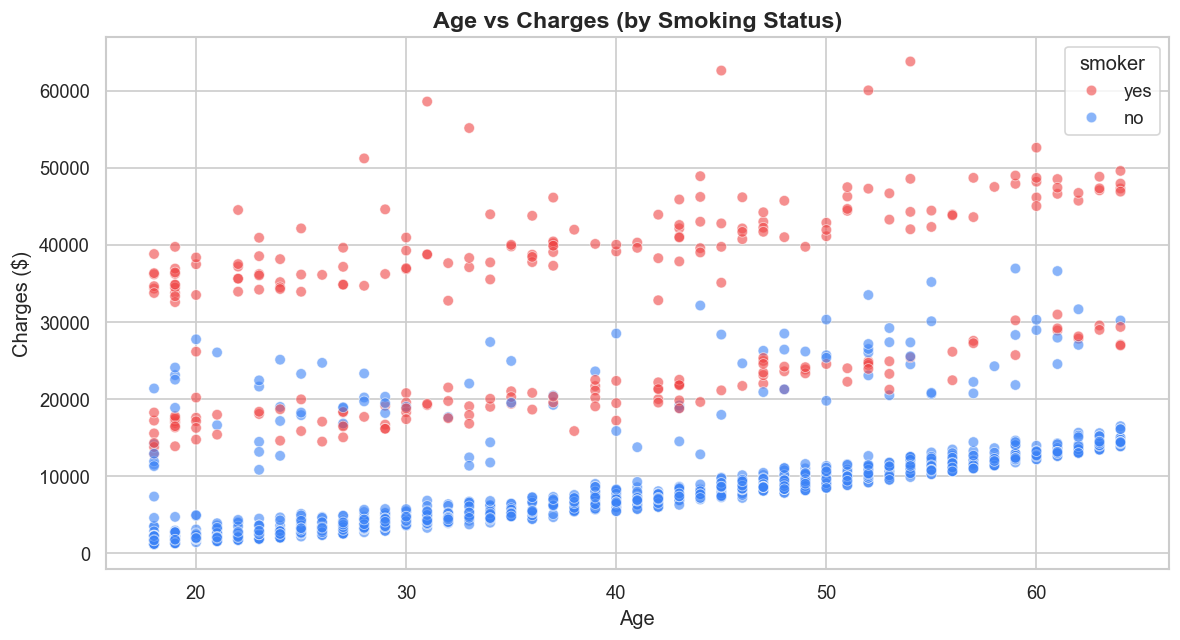 Age vs Charges (by Smoking Status)
smoker
yes
no
Charges ($)
60000
50000
40000
30000
20000
10000
0
20 30 40 50 60
Age